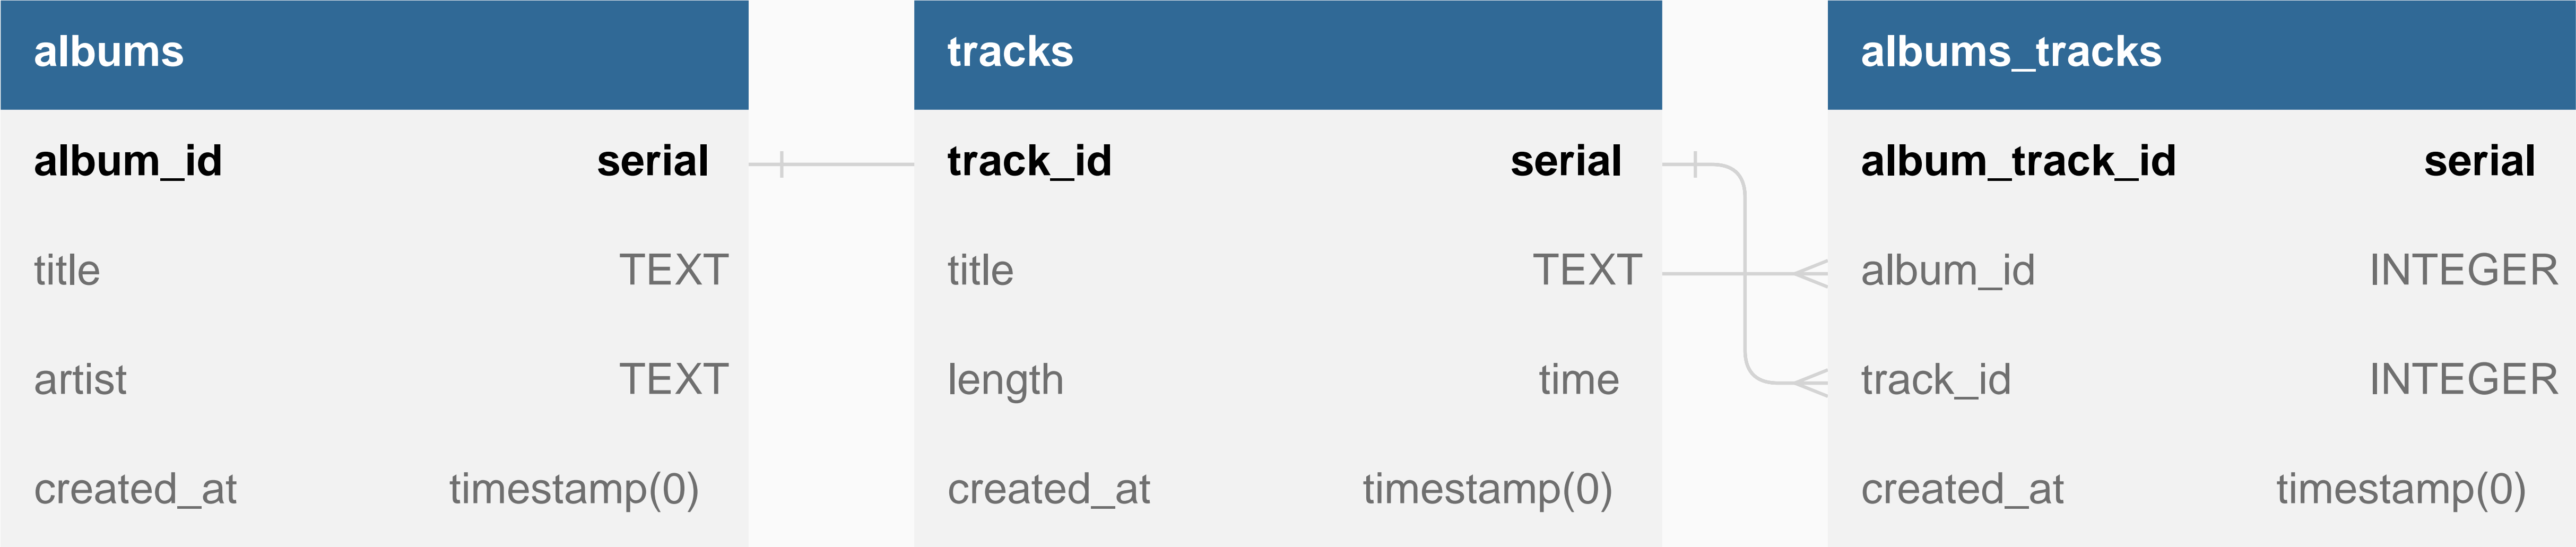 albums
album_id serial
title TEXT
artist TEXT
created_at timestamp(0)
tracks
track_id serial
title TEXT
length time
created_at timestamp(0)
albums_tracks
album_track_id serial
album_id INTEGER
track_id INTEGER
created_at timestamp(0)